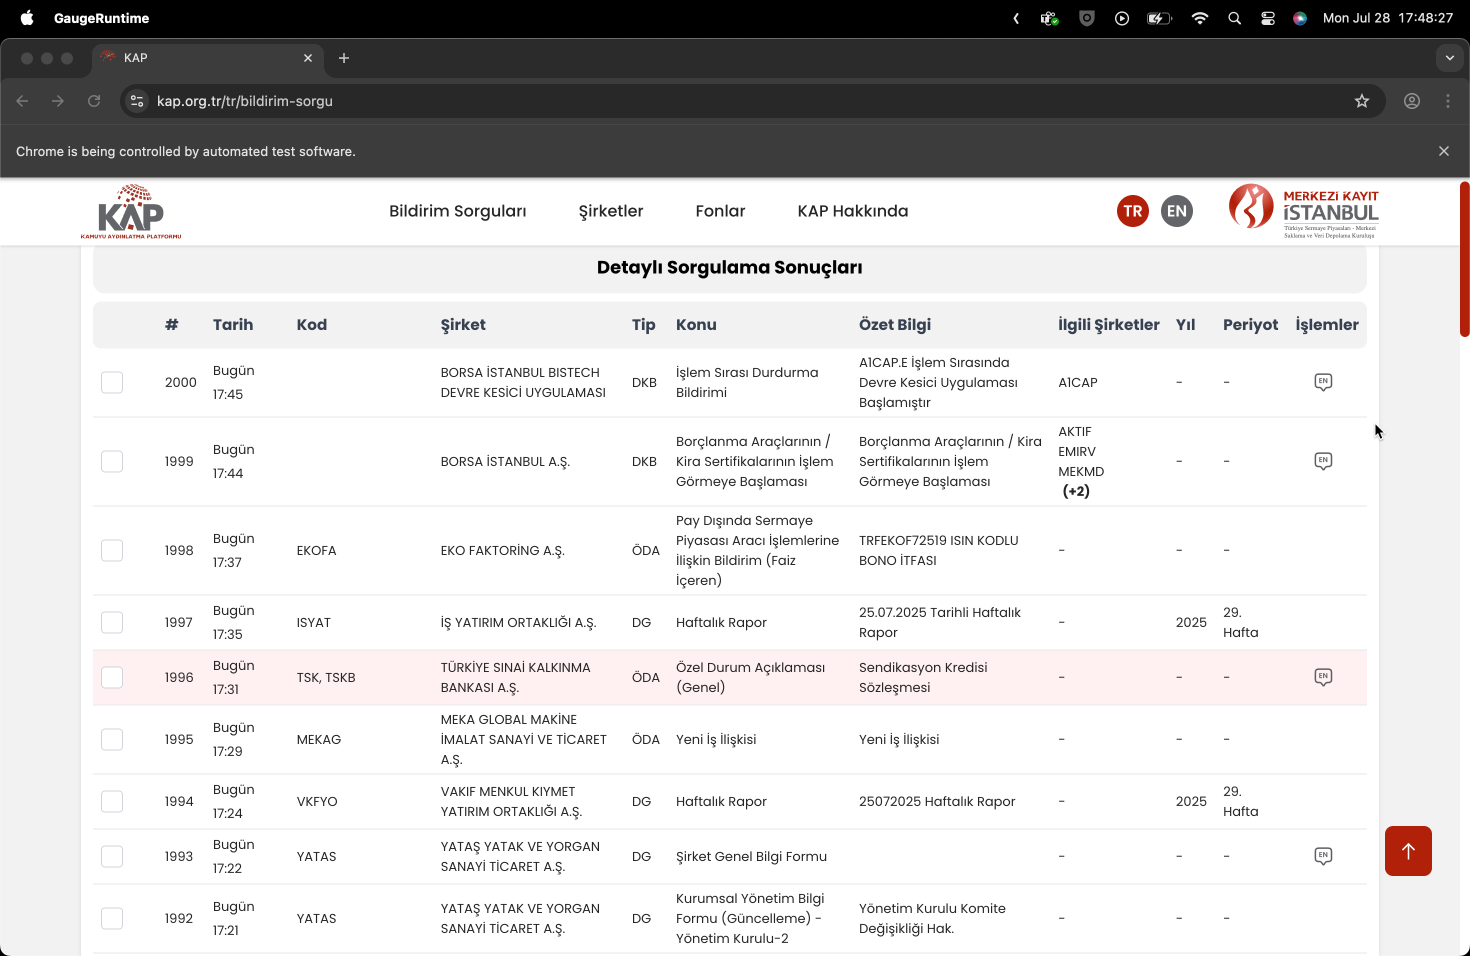 GaugeRuntime
Mon Jul 28 17:48:27
KAP
kap.org.tr/tr/bildirim-sorgu
Chrome is being controlled by automated test software.
KAP
KAMUYU AYDINLATMA PLATFORMU
Bildirim Sorguları
Şirketler
Fonlar
KAP Hakkında
TR
EN
MERKEZİ KAYIT
İSTANBUL
Türkiye Sermaye Piyasaları - Merkezi
Saklama ve Veri Depolama Kuruluşu
Detaylı Sorgulama Sonuçları
# Tarih Kod Şirket Tip Konu Özet Bilgi İlgili Şirketler Yıl Periyot İşlemler
2000
Bugün
17:45
BORSA İSTANBUL BISTECH
DEVRE KESİCİ UYGULAMASI
DKB
İşlem Sırası Durdurma
Bildirimi
A1CAP.E İşlem Sırasında
Devre Kesici Uygulaması
Başlamıştır
A1CAP
-
-
EN
1999
Bugün
17:44
BORSA İSTANBUL A.Ş.
DKB
Borçlanma Araçlarının /
Kira Sertifikalarının İşlem
Görmeye Başlaması
Borçlanma Araçlarının / Kira
Sertifikalarının İşlem
Görmeye Başlaması
AKTIF
EMIRV
MEKMD
(+2)
-
-
EN
1998
Bugün
17:37
EKOFA
EKO FAKTORİNG A.Ş.
ÖDA
Pay Dışında Sermaye
Piyasası Aracı İşlemlerine
İlişkin Bildirim (Faiz
İçeren)
TRFEKOF72519 ISIN KODLU
BONO İTFASI
-
-
-
1997
Bugün
17:35
ISYAT
İŞ YATIRIM ORTAKLIĞI A.Ş.
DG
Haftalık Rapor
25.07.2025 Tarihli Haftalık
Rapor
-
2025
29.
Hafta
1996
Bugün
17:31
TSK, TSKB
TÜRKİYE SINAİ KALKINMA
BANKASI A.Ş.
ÖDA
Özel Durum Açıklaması
(Genel)
Sendikasyon Kredisi
Sözleşmesi
-
-
-
EN
1995
Bugün
17:29
MEKAG
MEKA GLOBAL MAKİNE
İMALAT SANAYİ VE TİCARET
A.Ş.
ÖDA
Yeni İş İlişkisi
Yeni İş İlişkisi
-
-
-
1994
Bugün
17:24
VKFYO
VAKIF MENKUL KIYMET
YATIRIM ORTAKLIĞI A.Ş.
DG
Haftalık Rapor
25072025 Haftalık Rapor
-
2025
29.
Hafta
1993
Bugün
17:22
YATAS
YATAŞ YATAK VE YORGAN
SANAYİ TİCARET A.Ş.
DG
Şirket Genel Bilgi Formu
-
-
-
EN
1992
Bugün
17:21
YATAS
YATAŞ YATAK VE YORGAN
SANAYİ TİCARET A.Ş.
DG
Kurumsal Yönetim Bilgi
Formu (Güncelleme) -
Yönetim Kurulu-2
Yönetim Kurulu Komite
Değişikliği Hak.
-
-
-